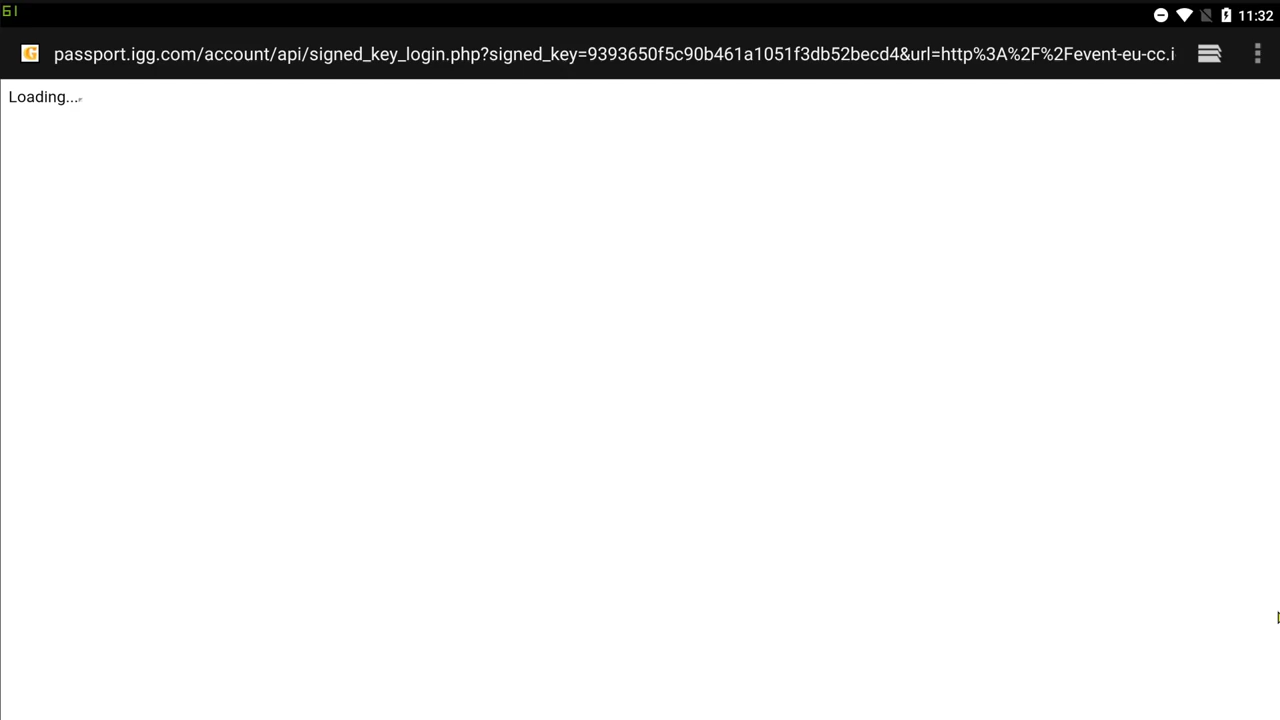 61
11:32
passport.igg.com/account/api/signed_key_login.php?signed_key=9393650f5c90b461a1051f3db52becd4&url=http%3A%2F%2Fevent-eu-cc.i
Loading...